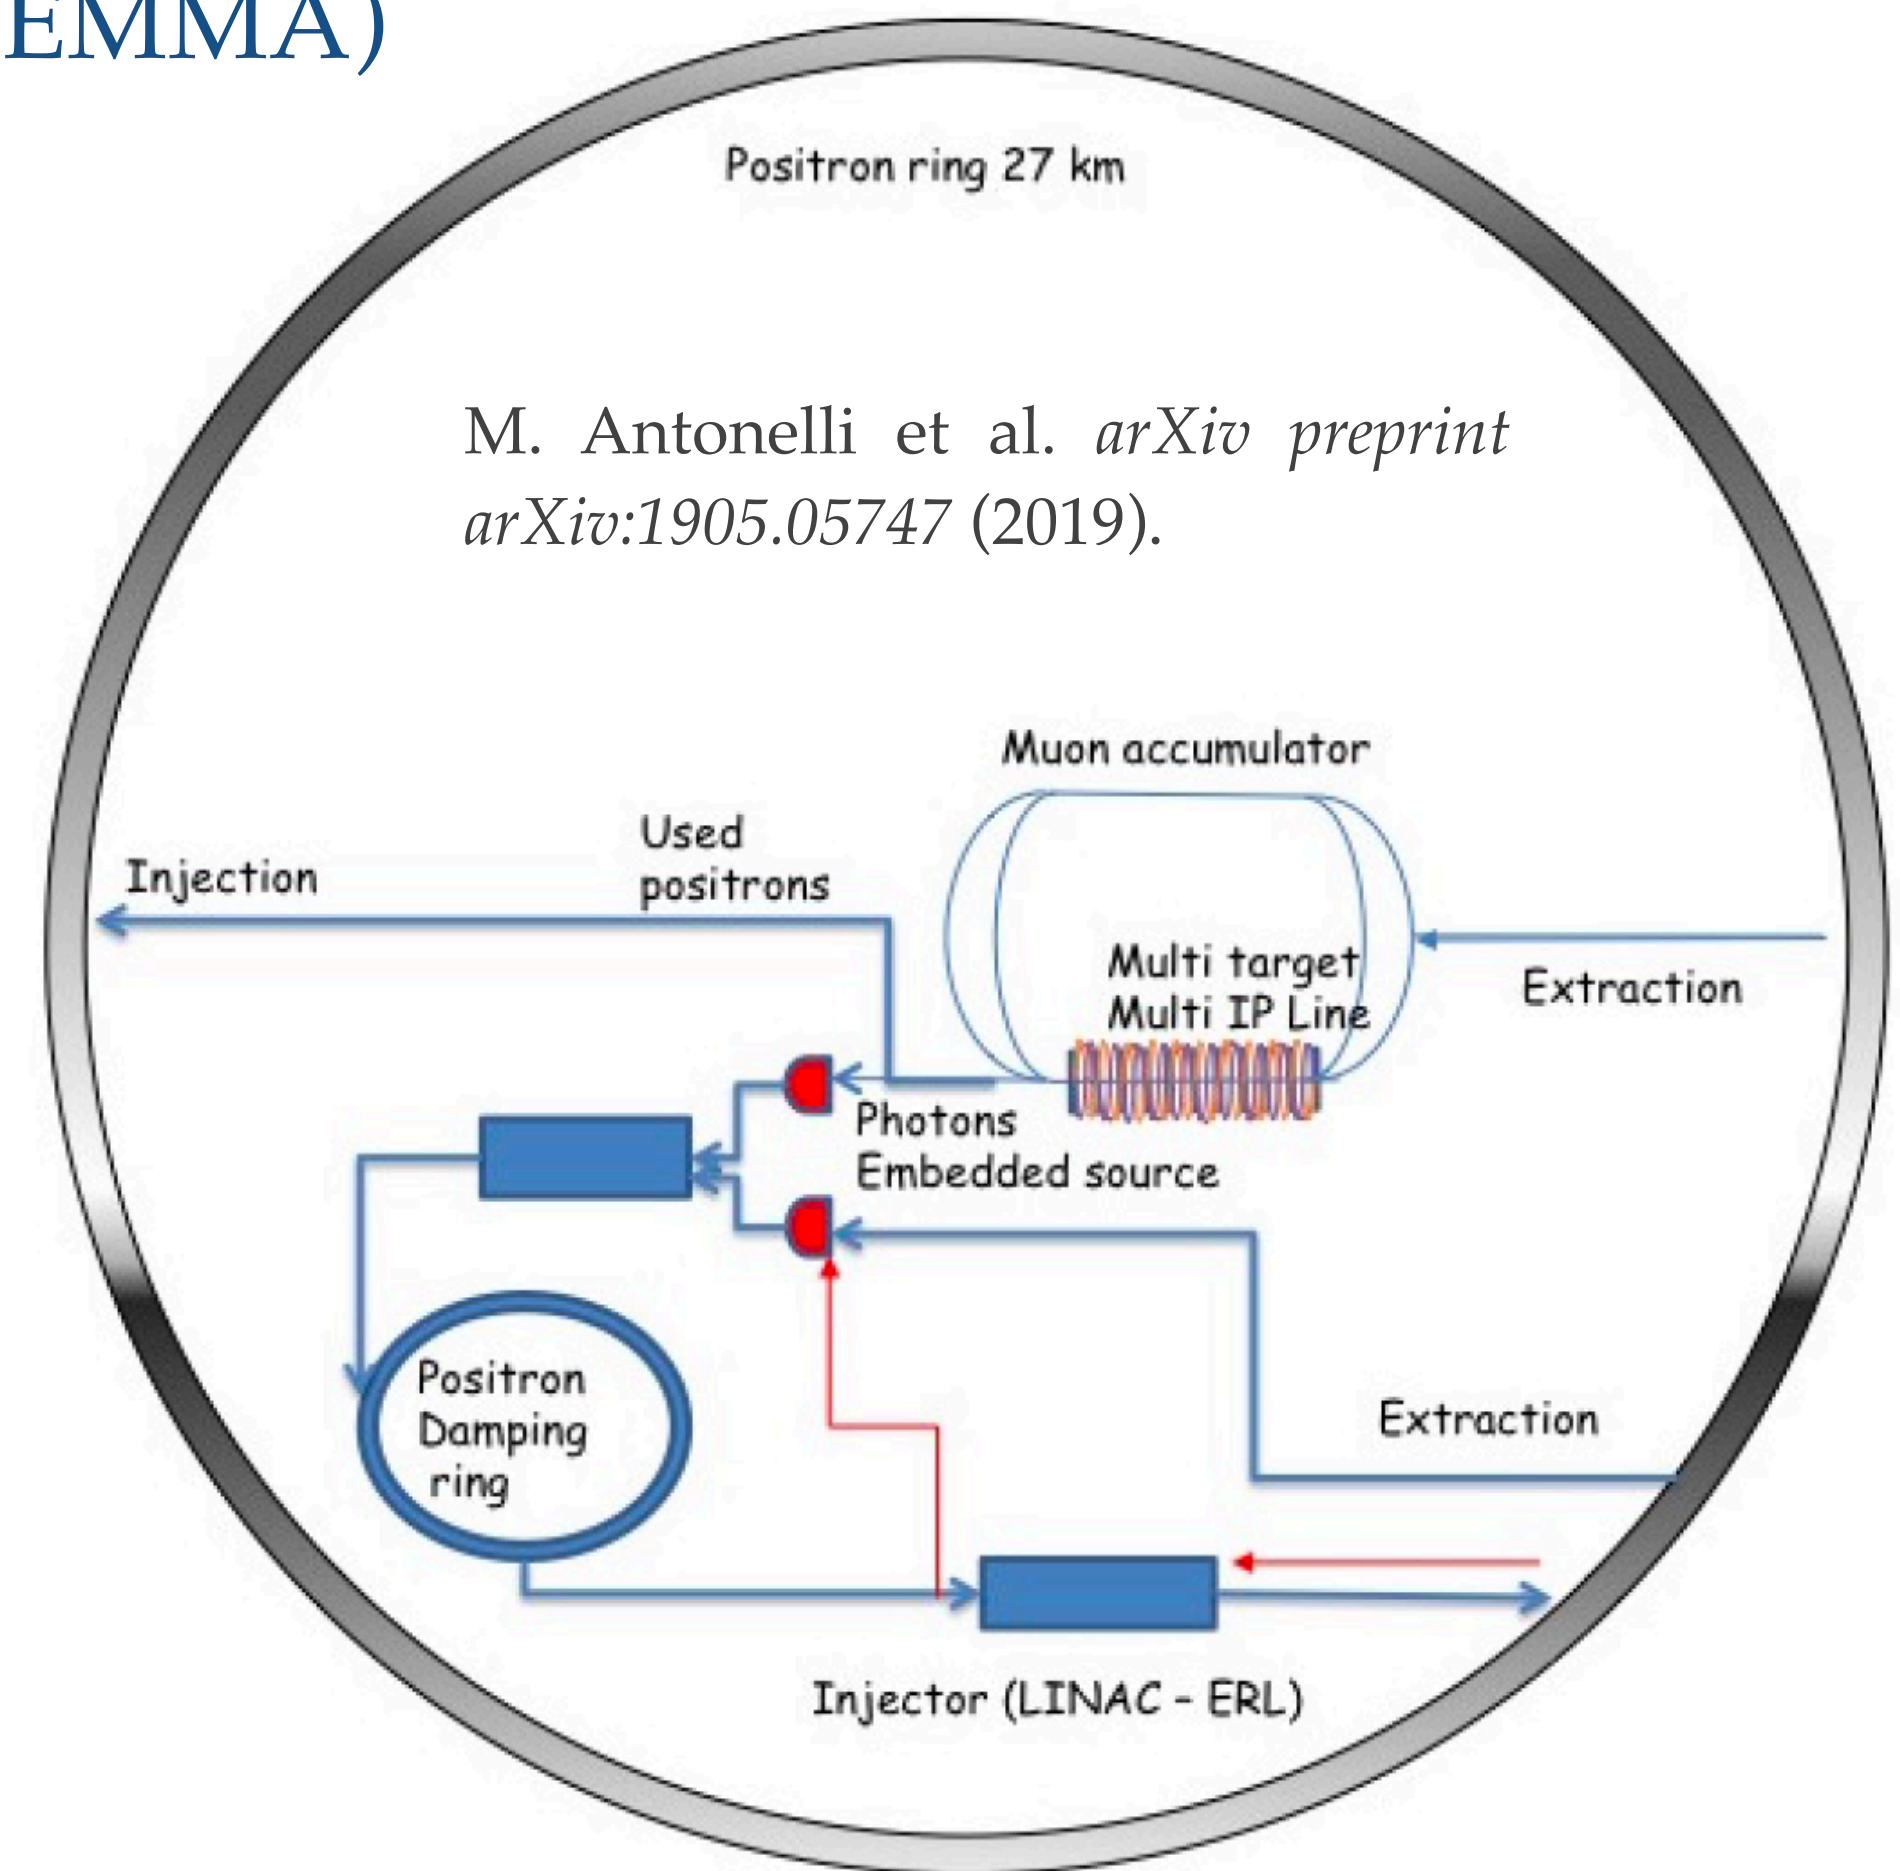 EMMA)
Positron ring 27 km
M. Antonelli et al. arXiv preprint
arXiv:1905.05747 (2019).
Muon accumulator
Used
positrons
Injection
Multi target
Multi IP Line
Extraction
Photons
Embedded source
Positron
Damping
ring
Extraction
Injector (LINAC - ERL)